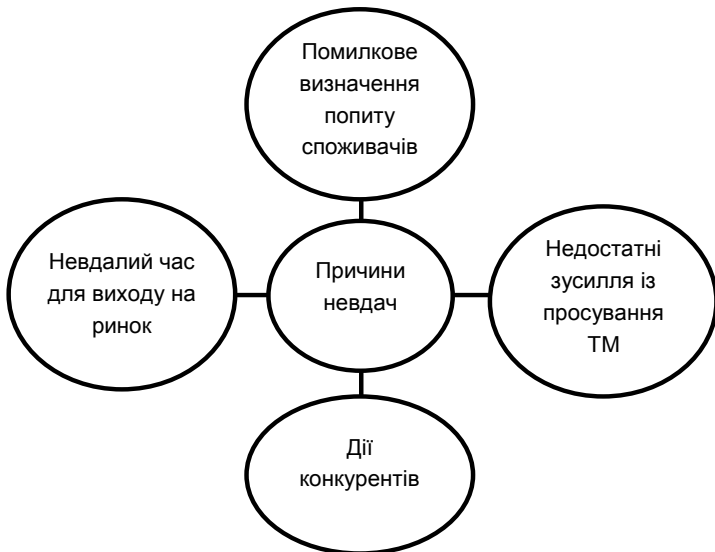 Помилкове
визначення
попиту
споживачів
Невдалий час
для виходу на
ринок
Причини
невдач
Недостатні
зусилля із
просування
ТМ
Дії
конкурентів